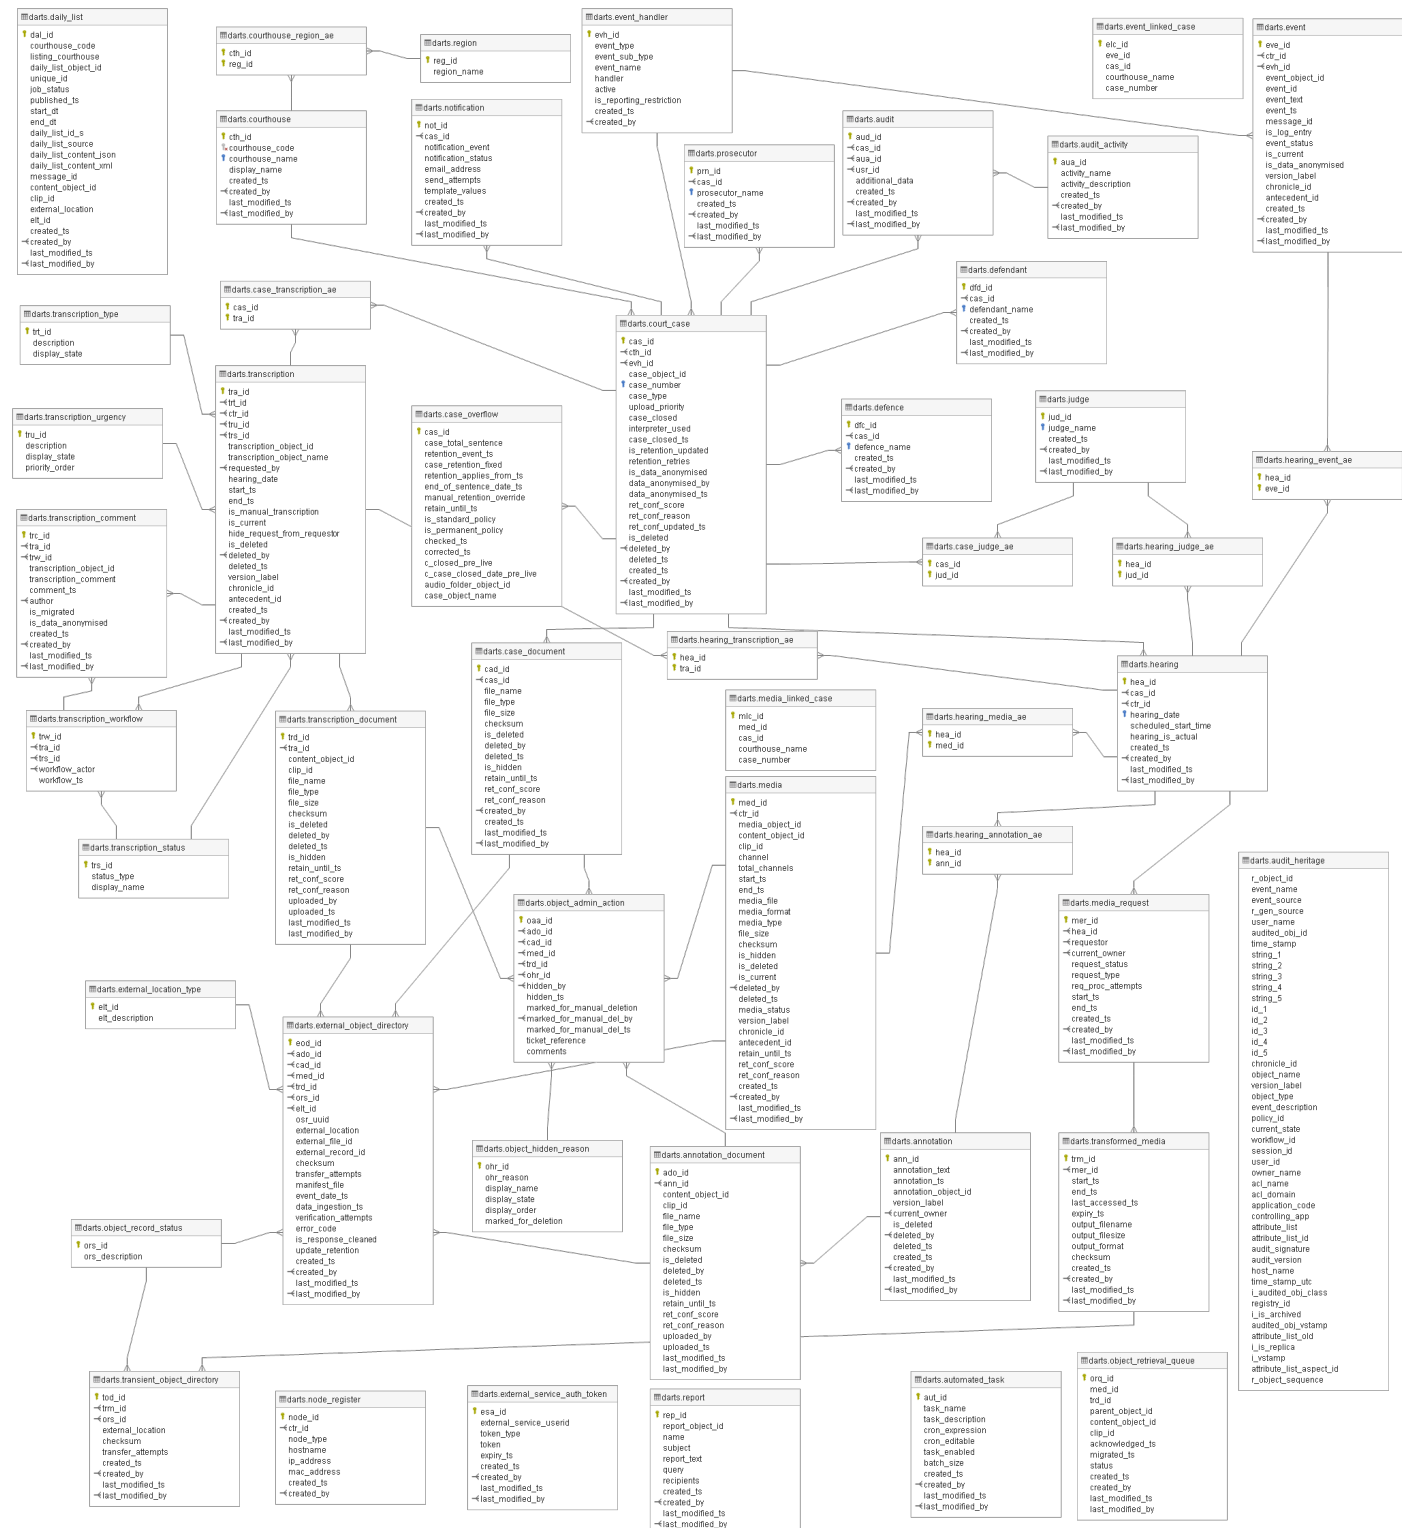 darts.daily_list
dal_id
courthouse_code
listing_courthouse
daily_list_object_id
unique_id
job_status
published_ts
start_dt
end_dt
daily_list_id_s
daily_list_source
daily_list_content_json
daily_list_content_xml
message_id
content_object_id
clip_id
external_location
elt_id
created_ts
created_by
last_modified_ts
last_modified_by
darts.courthouse_region_ae
cth_id
reg_id
darts.region
reg_id
region_name
darts.courthouse
cth_id
courthouse_code
courthouse_name
display_name
created_ts
created_by
last_modified_ts
last_modified_by
darts.notification
not_id
cas_id
notification_event
notification_status
email_address
send_attempts
template_values
created_ts
created_by
last_modified_ts
last_modified_by
darts.event_handler
evh_id
event_type
event_sub_type
event_name
handler
active
is_reporting_restriction
created_ts
created_by
darts.prosecutor
prn_id
cas_id
prosecutor_name
created_ts
created_by
last_modified_ts
last_modified_by
darts.audit
aud_id
cas_id
aua_id
usr_id
additional_data
created_ts
created_by
last_modified_ts
last_modified_by
darts.audit_activity
aua_id
activity_name
activity_description
created_ts
created_by
last_modified_ts
last_modified_by
darts.event_linked_case
elc_id
eve_id
cas_id
courthouse_name
case_number
darts.event
eve_id
ctr_id
evh_id
event_object_id
event_id
event_text
event_ts
message_id
is_log_entry
event_status
is_current
is_data_anonymised
version_label
chronicle_id
antecedent_id
created_ts
created_by
last_modified_ts
last_modified_by
darts.defendant
dfd_id
cas_id
defendant_name
created_ts
created_by
last_modified_ts
last_modified_by
darts.case_transcription_ae
cas_id
tra_id
darts.transcription_type
trt_id
description
display_state
darts.court_case
cas_id
cth_id
evh_id
case_object_id
case_number
case_type
upload_priority
case_closed
interpreter_used
case_closed_ts
is_retention_updated
retention_retries
is_data_anonymised
data_anonymised_by
data_anonymised_ts
ret_conf_score
ret_conf_reason
ret_conf_updated_ts
is_deleted
deleted_by
deleted_ts
created_ts
created_by
last_modified_ts
last_modified_by
darts.transcription
tra_id
trt_id
ctr_id
tru_id
trs_id
transcription_object_id
transcription_object_name
requested_by
hearing_date
start_ts
end_ts
is_manual_transcription
is_current
hide_request_from_requestor
is_deleted
deleted_by
deleted_ts
version_label
chronicle_id
antecedent_id
created_ts
created_by
last_modified_ts
last_modified_by
darts.transcription_urgency
tru_id
description
display_state
priority_order
darts.case_overflow
cas_id
case_total_sentence
retention_event_ts
case_retention_fixed
retention_applies_from_ts
end_of_sentence_date_ts
manual_retention_override
retain_until_ts
is_standard_policy
is_permanent_policy
checked_ts
corrected_ts
c_closed_pre_live
c_case_closed_date_pre_live
audio_folder_object_id
case_object_name
darts.defence
dfc_id
cas_id
defence_name
created_ts
created_by
last_modified_ts
last_modified_by
darts.judge
jud_id
judge_name
created_ts
created_by
last_modified_ts
last_modified_by
darts.hearing_event_ae
hea_id
eve_id
darts.transcription_comment
trc_id
tra_id
trw_id
transcription_object_id
transcription_comment
comment_ts
author
is_migrated
is_data_anonymised
created_ts
created_by
last_modified_ts
last_modified_by
darts.case_judge_ae
cas_id
jud_id
darts.hearing_judge_ae
hea_id
jud_id
darts.hearing_transcription_ae
hea_id
tra_id
darts.case_document
cad_id
cas_id
file_name
file_type
file_size
checksum
is_deleted
deleted_by
deleted_ts
is_hidden
retain_until_ts
ret_conf_score
ret_conf_reason
created_by
created_ts
last_modified_ts
last_modified_by
darts.hearing
hea_id
cas_id
ctr_id
hearing_date
scheduled_start_time
hearing_is_actual
created_ts
created_by
last_modified_ts
last_modified_by
darts.transcription_workflow
trw_id
tra_id
trs_id
workflow_actor
workflow_ts
darts.transcription_document
trd_id
tra_id
content_object_id
clip_id
file_name
file_type
file_size
checksum
is_deleted
deleted_by
deleted_ts
is_hidden
retain_until_ts
ret_conf_score
ret_conf_reason
uploaded_by
uploaded_ts
last_modified_ts
last_modified_by
darts.media_linked_case
mlc_id
med_id
cas_id
courthouse_name
case_number
darts.hearing_media_ae
hea_id
med_id
darts.media
med_id
ctr_id
media_object_id
content_object_id
clip_id
channel
total_channels
start_ts
end_ts
media_file
media_format
media_type
file_size
checksum
is_hidden
is_deleted
is_current
deleted_by
deleted_ts
media_status
version_label
chronicle_id
antecedent_id
retain_until_ts
ret_conf_score
ret_conf_reason
created_ts
created_by
last_modified_ts
last_modified_by
darts.transcription_status
trs_id
status_type
display_name
darts.hearing_annotation_ae
hea_id
ann_id
darts.audit_heritage
r_object_id
event_name
event_source
r_gen_source
user_name
audited_obj_id
time_stamp
string_1
string_2
string_3
string_4
string_5
id_1
id_2
id_3
id_4
id_5
chronicle_id
object_name
version_label
object_type
event_description
policy_id
current_state
workflow_id
session_id
user_id
owner_name
acl_name
acl_domain
application_code
controlling_app
attribute_list
attribute_list_id
audit_signature
audit_version
host_name
time_stamp_utc
i_audited_obj_class
registry_id
i_is_archived
audited_obj_vstamp
attribute_list_old
i_is_replica
i_vstamp
attribute_list_aspect_id
r_object_sequence
darts.object_admin_action
oaa_id
ado_id
cad_id
med_id
trd_id
ohr_id
hidden_by
hidden_ts
marked_for_manual_deletion
marked_for_manual_del_by
marked_for_manual_del_ts
ticket_reference
comments
darts.media_request
mer_id
hea_id
requestor
current_owner
request_status
request_type
req_proc_attempts
start_ts
end_ts
created_ts
created_by
last_modified_ts
last_modified_by
darts.external_location_type
elt_id
elt_description
darts.external_object_directory
eod_id
ado_id
cad_id
med_id
trd_id
ors_id
elt_id
osr_uuid
external_location
external_file_id
external_record_id
checksum
transfer_attempts
manifest_file
event_date_ts
data_ingestion_ts
verification_attempts
error_code
is_response_cleaned
update_retention
created_ts
created_by
last_modified_ts
last_modified_by
darts.object_hidden_reason
ohr_id
ohr_reason
display_name
display_state
display_order
marked_for_deletion
darts.annotation_document
ado_id
ann_id
content_object_id
clip_id
file_name
file_type
file_size
checksum
is_deleted
deleted_by
deleted_ts
is_hidden
retain_until_ts
ret_conf_score
ret_conf_reason
uploaded_by
uploaded_ts
last_modified_ts
last_modified_by
darts.annotation
ann_id
annotation_text
annotation_ts
annotation_object_id
version_label
current_owner
is_deleted
deleted_by
deleted_ts
created_ts
created_by
last_modified_ts
last_modified_by
darts.transformed_media
trm_id
mer_id
start_ts
end_ts
last_accessed_ts
expiry_ts
output_filename
output_filesize
output_format
checksum
created_ts
created_by
last_modified_ts
last_modified_by
darts.object_record_status
ors_id
ors_description
darts.transient_object_directory
tod_id
trm_id
ors_id
external_location
checksum
transfer_attempts
created_ts
created_by
last_modified_ts
last_modified_by
darts.node_register
node_id
ctr_id
node_type
hostname
ip_address
mac_address
created_ts
created_by
darts.external_service_auth_token
esa_id
external_service_userid
token_type
token
expiry_ts
created_ts
created_by
last_modified_ts
last_modified_by
darts.report
rep_id
report_object_id
name
subject
report_text
query
recipients
created_ts
created_by
last_modified_ts
last_modified_by
darts.automated_task
aut_id
task_name
task_description
cron_expression
cron_editable
task_enabled
batch_size
created_ts
created_by
last_modified_ts
last_modified_by
darts.object_retrieval_queue
orq_id
med_id
trd_id
parent_object_id
content_object_id
clip_id
acknowledged_ts
migrated_ts
status
created_ts
created_by
last_modified_ts
last_modified_by